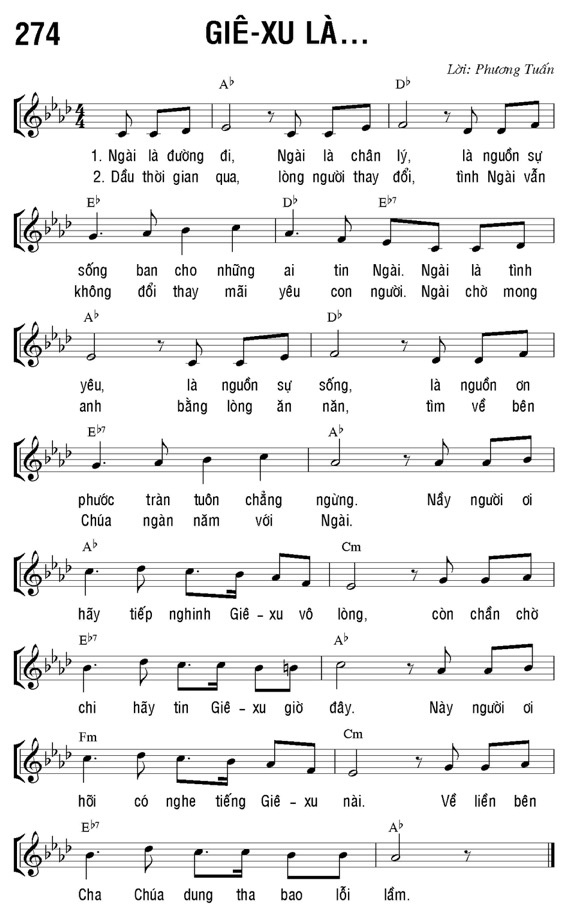 274 GIÊ-XU LÀ...
Lời: Phương Tuấn
A♭ D♭
1. Ngài là đường đi, Ngài là chân lý, là nguồn sự
2. Dẩu thời gian qua, lòng người thay đổi, tình Ngài vẫn
E♭ D♭ E♭7
sống ban cho những ai tin Ngài. Ngài là tình
không đổi thay mãi yêu con người. Ngài chờ mong
A♭ D♭
yêu, là nguồn sự sống, là nguồn ơn
anh bằng lòng ăn năn, tìm về bên
E♭7 A♭
phước tràn tuôn chẳng ngừng. Nầy người ơi
Chúa ngàn năm với Ngài.
A♭ Cm
hãy tiếp nghinh Giê - xu vô lòng, còn chần chờ
E♭7 A♭
chi hãy tin Giê - xu giờ đây. Này người ơi
Fm Cm
hỡi có nghe tiếng Giê - xu nài. Về liền bên
E♭7 A♭
Cha Chúa dung tha bao lỗi lầm.